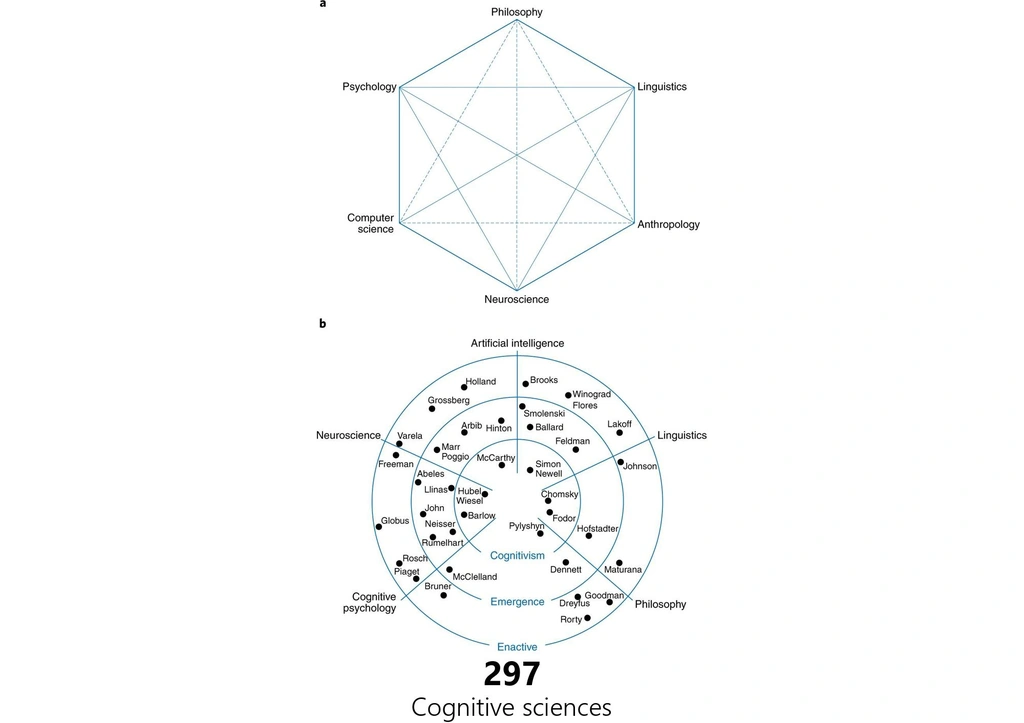 a
Philosophy
Psychology
Linguistics
Computer
science
Anthropology
Neuroscience
b
Artificial intelligence
Holland
Brooks
Winograd
Flores
Grossberg
Smolenski
Arbib
Hinton
Ballard
Lakoff
Neuroscience
Varela
Feldman
Linguistics
Marr
Poggio
McCarthy
Simon
Newell
Freeman
Johnson
Abeles
Llinas
Hubel
Wiesel
Chomsky
John
Barlow
Fodor
Globus
Neisser
Pylyshyn
Hofstadter
Rumelhart
Cognitivism
Rosch
Piaget
McClelland
Dennett
Maturana
Bruner
Cognitive
psychology
Emergence
Dreyfus
Goodman
Philosophy
Rorty
Enactive
297
Cognitive sciences